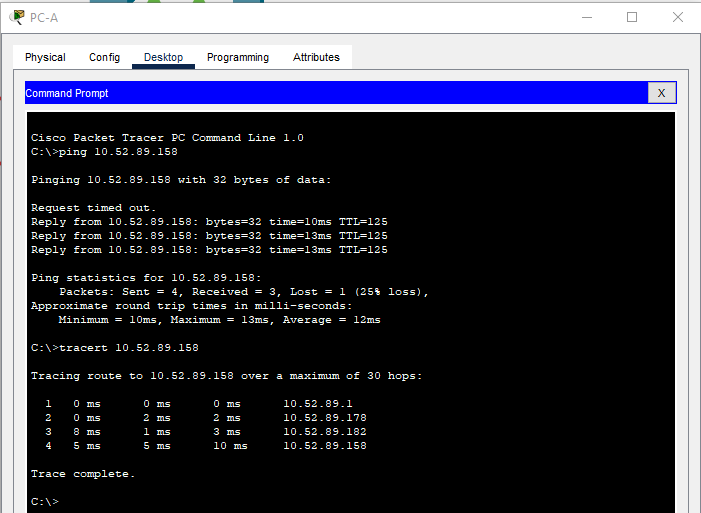 PC-A
Physical Config Desktop Programming Attributes
Command Prompt X
Cisco Packet Tracer PC Command Line 1.0
C:\>ping 10.52.89.158
Pinging 10.52.89.158 with 32 bytes of data:
Request timed out.
Reply from 10.52.89.158: bytes=32 time=10ms TTL=125
Reply from 10.52.89.158: bytes=32 time=13ms TTL=125
Reply from 10.52.89.158: bytes=32 time=13ms TTL=125
Ping statistics for 10.52.89.158:
Packets: Sent = 4, Received = 3, Lost = 1 (25% loss),
Approximate round trip times in milli-seconds:
Minimum = 10ms, Maximum = 13ms, Average = 12ms
C:\>tracert 10.52.89.158
Tracing route to 10.52.89.158 over a maximum of 30 hops:
1 0 ms 0 ms 0 ms 10.52.89.1
2 0 ms 2 ms 2 ms 10.52.89.178
3 8 ms 1 ms 3 ms 10.52.89.182
4 5 ms 5 ms 10 ms 10.52.89.158
Trace complete.
C:\>